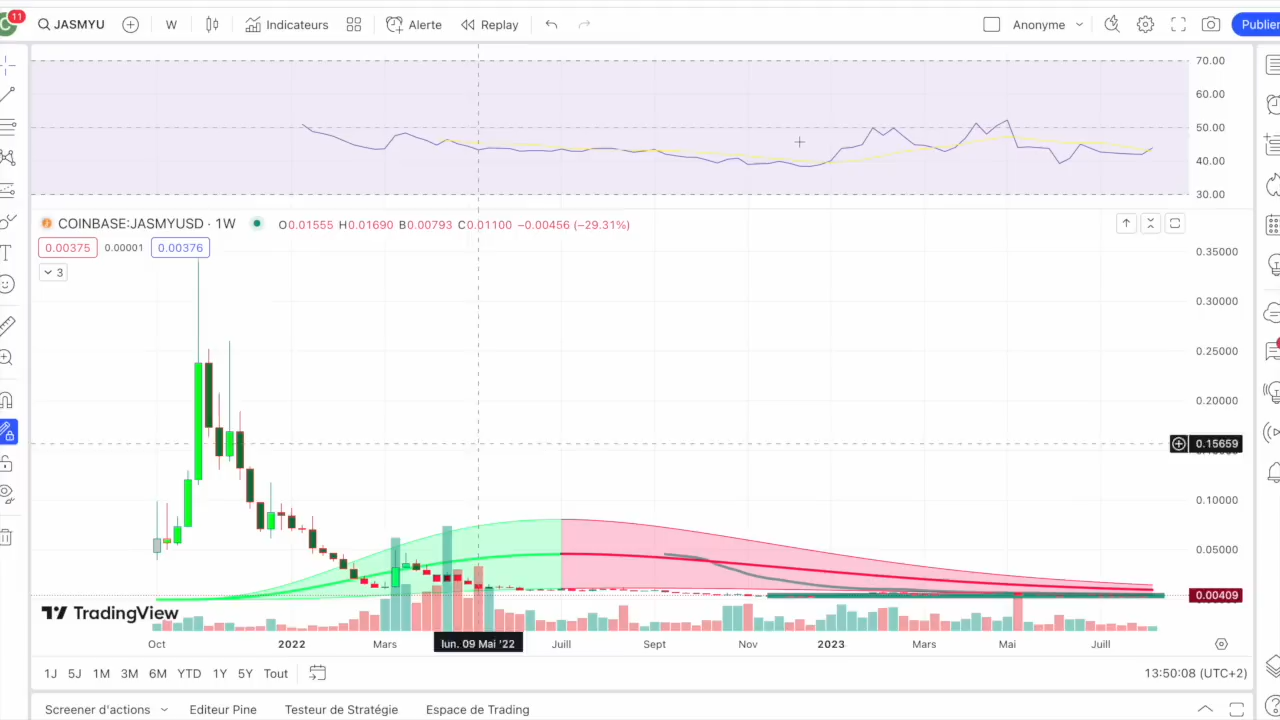 11 JASMYU W Indicateurs Alerte Replay Anonyme Publier
70.00
60.00
50.00
40.00
30.00
COINBASE:JASMYUSD · 1W O0.01555 H0.01690 B0.00793 C0.01100 −0.00456 (−29.31%)
0.00375 0.00001 0.00376
3
0.35000
0.30000
0.25000
0.20000
0.15659
0.10000
0.05000
0.00409
TradingView
Oct 2022 Mars lun. 09 Mai '22 Juill Sept Nov 2023 Mars Mai Juill
1J 5J 1M 3M 6M YTD 1Y 5Y Tout 13:50:08 (UTC+2)
Screener d'actions Editeur Pine Testeur de Stratégie Espace de Trading